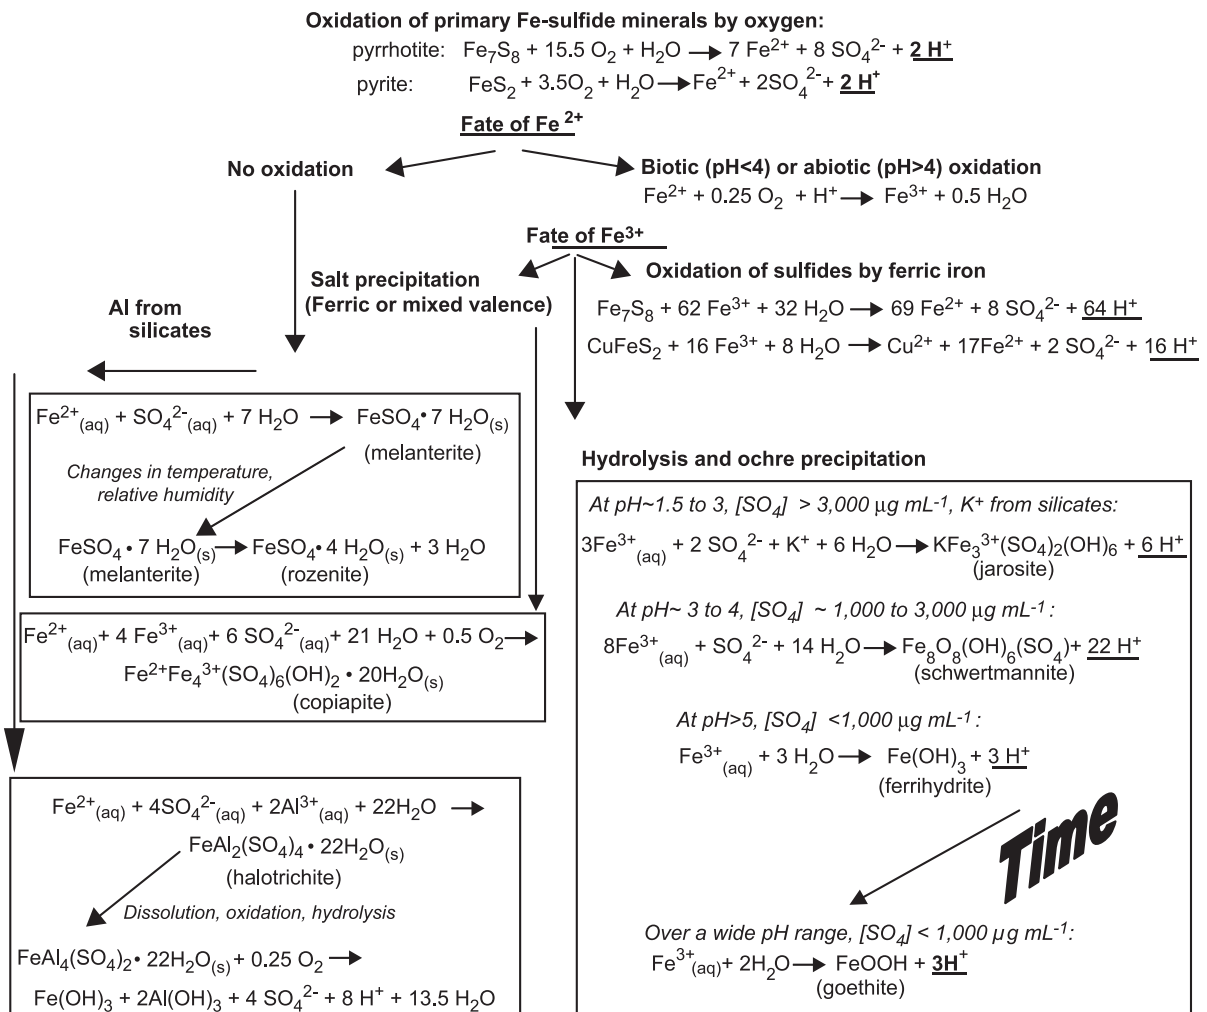 Oxidation of primary Fe-sulfide minerals by oxygen:
pyrrhotite: Fe₇S₈ + 15.5 O₂ + H₂O → 7 Fe²⁺ + 8 SO₄²⁻ + 2 H⁺
pyrite: FeS₂ + 3.5O₂ + H₂O → Fe²⁺ + 2SO₄²⁻ + 2 H⁺
Fate of Fe²⁺
No oxidation
Biotic (pH<4) or abiotic (pH>4) oxidation
Fe²⁺ + 0.25 O₂ + H⁺ → Fe³⁺ + 0.5 H₂O
Fate of Fe³⁺
Salt precipitation
(Ferric or mixed valence)
Oxidation of sulfides by ferric iron
Fe₇S₈ + 62 Fe³⁺ + 32 H₂O → 69 Fe²⁺ + 8 SO₄²⁻ + 64 H⁺
CuFeS₂ + 16 Fe³⁺ + 8 H₂O → Cu²⁺ + 17Fe²⁺ + 2 SO₄²⁻ + 16 H⁺
Al from
silicates
Fe²⁺(aq) + SO₄²⁻(aq) + 7 H₂O → FeSO₄• 7 H₂O(s)
(melanterite)
Changes in temperature,
relative humidity
FeSO₄ • 7 H₂O(s) → FeSO₄• 4 H₂O(s) + 3 H₂O
(melanterite) (rozenite)
Fe²⁺(aq) + 4 Fe³⁺(aq) + 6 SO₄²⁻(aq) + 21 H₂O + 0.5 O₂ →
Fe²⁺Fe₄³⁺(SO₄)₆(OH)₂ • 20H₂O(s)
(copiapite)
Fe²⁺(aq) + 4SO₄²⁻(aq) + 2Al³⁺(aq) + 22H₂O →
FeAl₂(SO₄)₄ • 22H₂O(s)
(halotrichite)
Dissolution, oxidation, hydrolysis
FeAl₄(SO₄)₂• 22H₂O(s) + 0.25 O₂ →
Fe(OH)₃ + 2Al(OH)₃ + 4 SO₄²⁻ + 8 H⁺ + 13.5 H₂O
Hydrolysis and ochre precipitation
At pH~1.5 to 3, [SO₄] > 3,000 μg mL⁻¹, K⁺ from silicates:
3Fe³⁺(aq) + 2 SO₄²⁻ + K⁺ + 6 H₂O → KFe₃³⁺(SO₄)₂(OH)₆ + 6 H⁺
(jarosite)
At pH~ 3 to 4, [SO₄] ~ 1,000 to 3,000 μg mL⁻¹ :
8Fe³⁺(aq) + SO₄²⁻ + 14 H₂O → Fe₈O₈(OH)₆(SO₄)+ 22 H⁺
(schwertmannite)
At pH>5, [SO₄] <1,000 μg mL⁻¹ :
Fe³⁺(aq) + 3 H₂O → Fe(OH)₃ + 3 H⁺
(ferrihydrite)
Time
Over a wide pH range, [SO₄] < 1,000 μg mL⁻¹:
Fe³⁺(aq)+ 2H₂O → FeOOH + 3H⁺
(goethite)